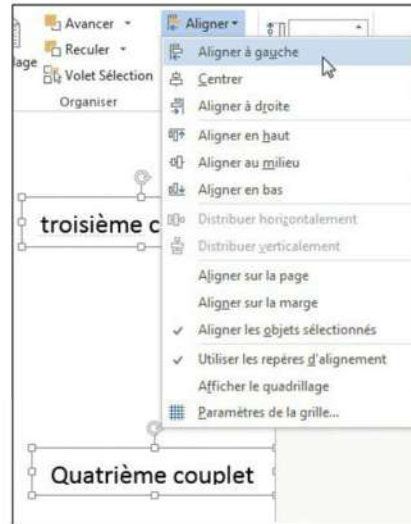 Avancer
Aligner
Reculer
lage
Volet Sélection
Organiser
Aligner à gauche
Centrer
Aligner à droite
Aligner en haut
Aligner au milieu
Aligner en bas
Distribuer horizontalement
Distribuer verticalement
Aligner sur la page
Aligner sur la marge
Aligner les objets sélectionnés
Utiliser les repères d'alignement
Afficher le quadrillage
Paramètres de la grille...
troisième c
Quatrième couplet